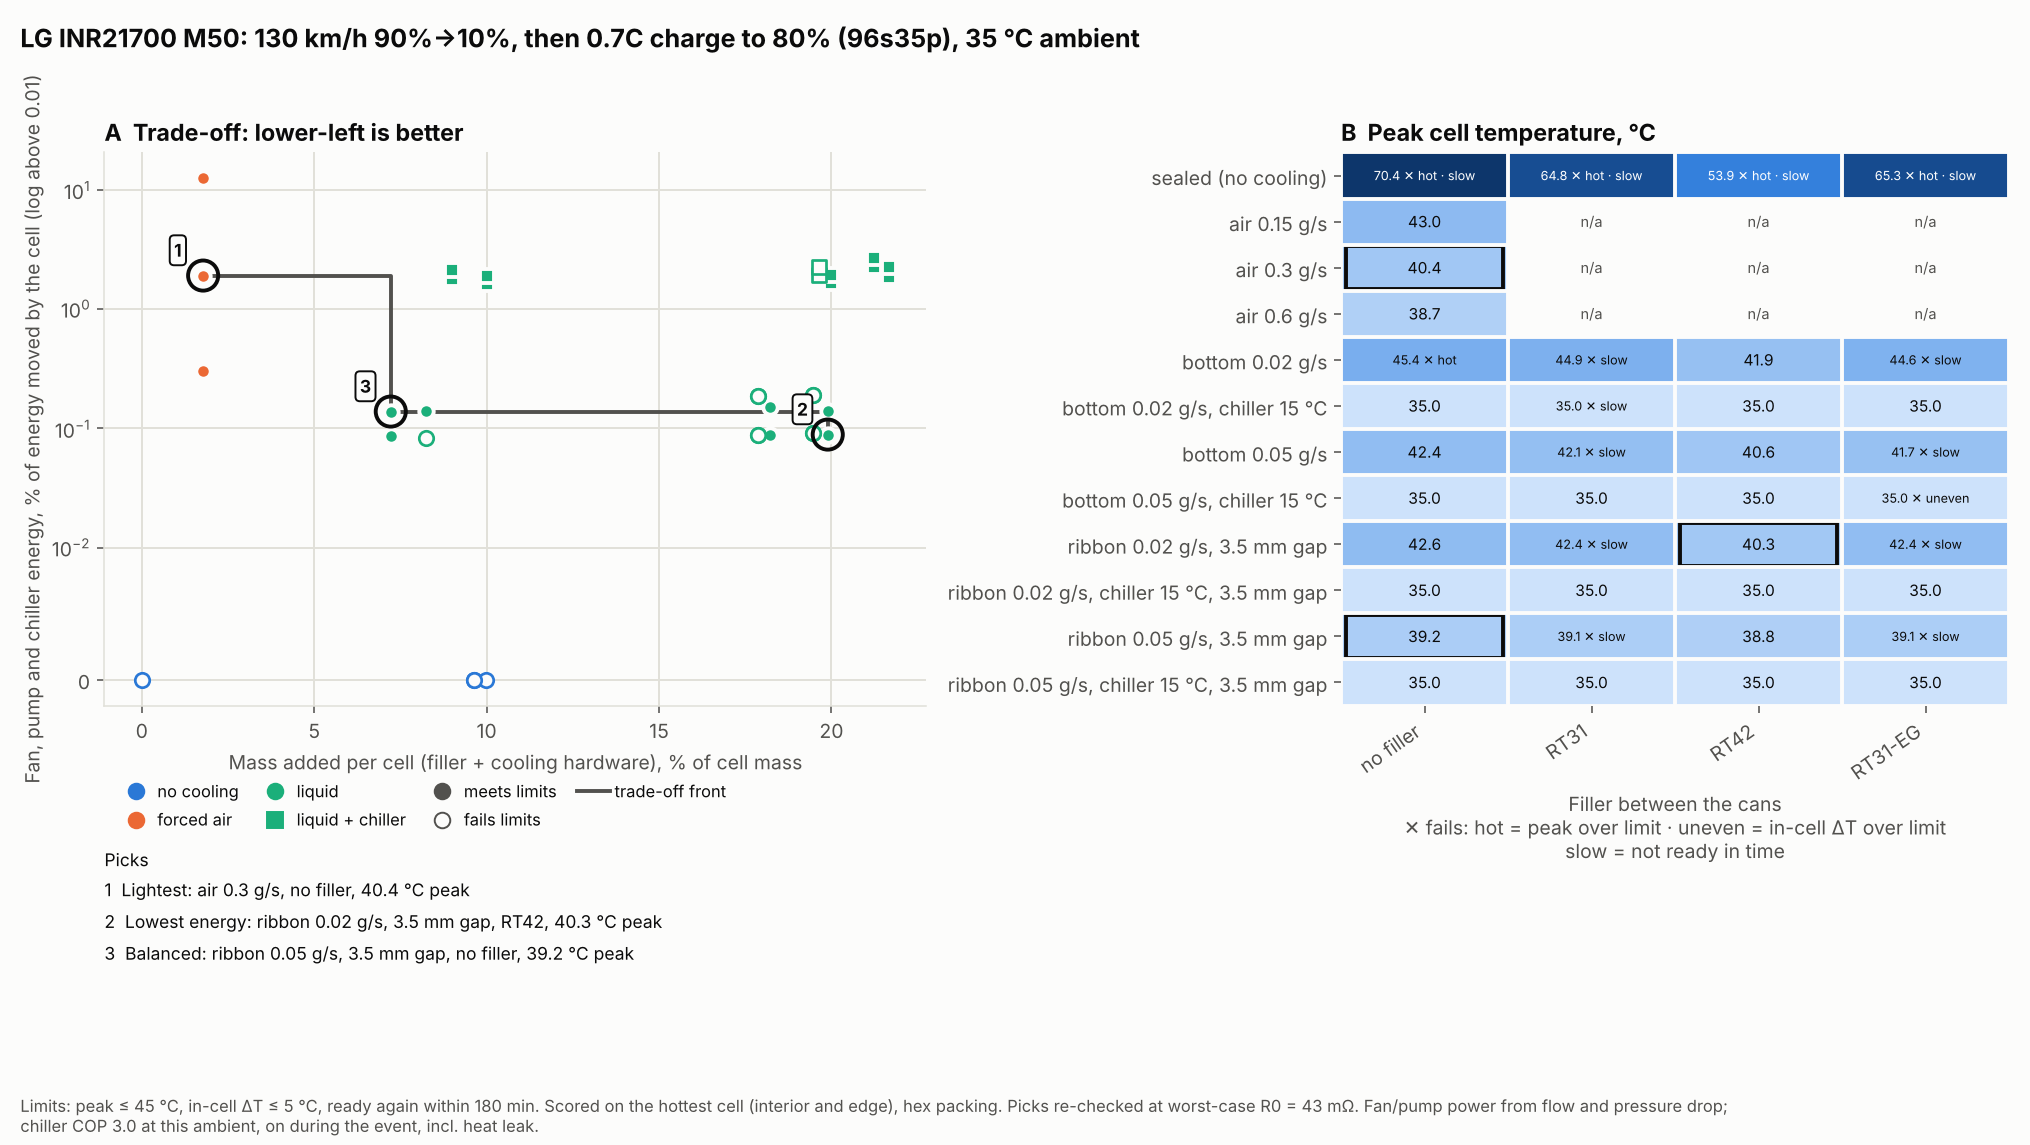 LG INR21700 M50: 130 km/h 90%→10%, then 0.7C charge to 80% (96s35p), 35 °C ambient
A Trade-off: lower-left is better
Fan, pump and chiller energy, % of energy moved by the cell (log above 0.01)
10¹
10⁰
10⁻¹
10⁻²
0
1
3
2
0 5 10 15 20
Mass added per cell (filler + cooling hardware), % of cell mass
no cooling liquid meets limits trade-off front
forced air liquid + chiller fails limits
Picks
1 Lightest: air 0.3 g/s, no filler, 40.4 °C peak
2 Lowest energy: ribbon 0.02 g/s, 3.5 mm gap, RT42, 40.3 °C peak
3 Balanced: ribbon 0.05 g/s, 3.5 mm gap, no filler, 39.2 °C peak
B Peak cell temperature, °C
sealed (no cooling) 70.4 ✕ hot · slow 64.8 ✕ hot · slow 53.9 ✕ hot · slow 65.3 ✕ hot · slow
air 0.15 g/s 43.0 n/a n/a n/a
air 0.3 g/s 40.4 n/a n/a n/a
air 0.6 g/s 38.7 n/a n/a n/a
bottom 0.02 g/s 45.4 ✕ hot 44.9 ✕ slow 41.9 44.6 ✕ slow
bottom 0.02 g/s, chiller 15 °C 35.0 35.0 ✕ slow 35.0 35.0
bottom 0.05 g/s 42.4 42.1 ✕ slow 40.6 41.7 ✕ slow
bottom 0.05 g/s, chiller 15 °C 35.0 35.0 35.0 35.0 ✕ uneven
ribbon 0.02 g/s, 3.5 mm gap 42.6 42.4 ✕ slow 40.3 42.4 ✕ slow
ribbon 0.02 g/s, chiller 15 °C, 3.5 mm gap 35.0 35.0 35.0 35.0
ribbon 0.05 g/s, 3.5 mm gap 39.2 39.1 ✕ slow 38.8 39.1 ✕ slow
ribbon 0.05 g/s, chiller 15 °C, 3.5 mm gap 35.0 35.0 35.0 35.0
no filler RT31 RT42 RT31-EG
Filler between the cans
✕ fails: hot = peak over limit · uneven = in-cell ΔT over limit
slow = not ready in time
Limits: peak ≤ 45 °C, in-cell ΔT ≤ 5 °C, ready again within 180 min. Scored on the hottest cell (interior and edge), hex packing. Picks re-checked at worst-case R0 = 43 mΩ. Fan/pump power from flow and pressure drop;
chiller COP 3.0 at this ambient, on during the event, incl. heat leak.